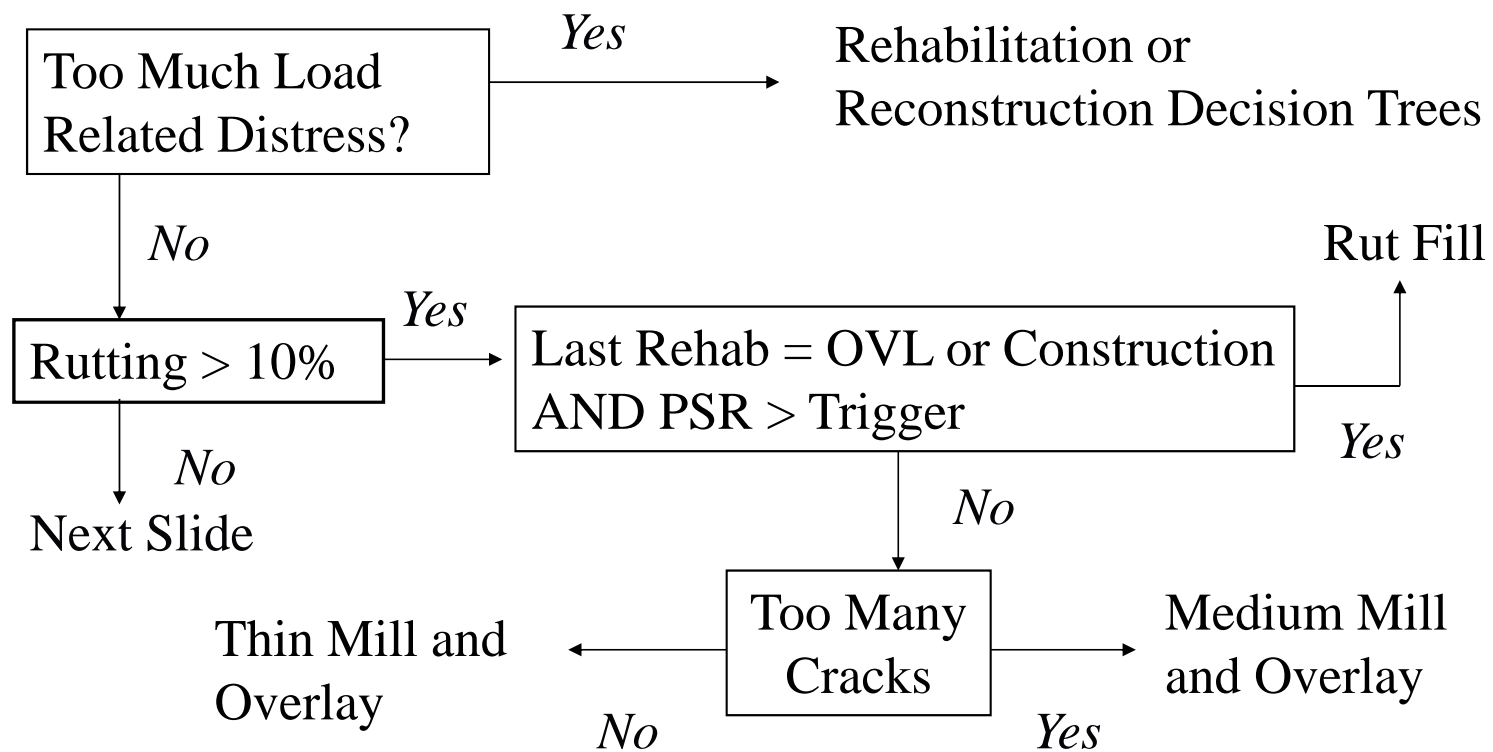 Too Much Load
Related Distress?
Yes
Rehabilitation or
Reconstruction Decision Trees
No
Rut Fill
Rutting > 10%
Yes
Last Rehab = OVL or Construction
AND PSR > Trigger
Yes
No
Next Slide
No
Too Many
Cracks
Thin Mill and
Overlay
No
Medium Mill
and Overlay
Yes